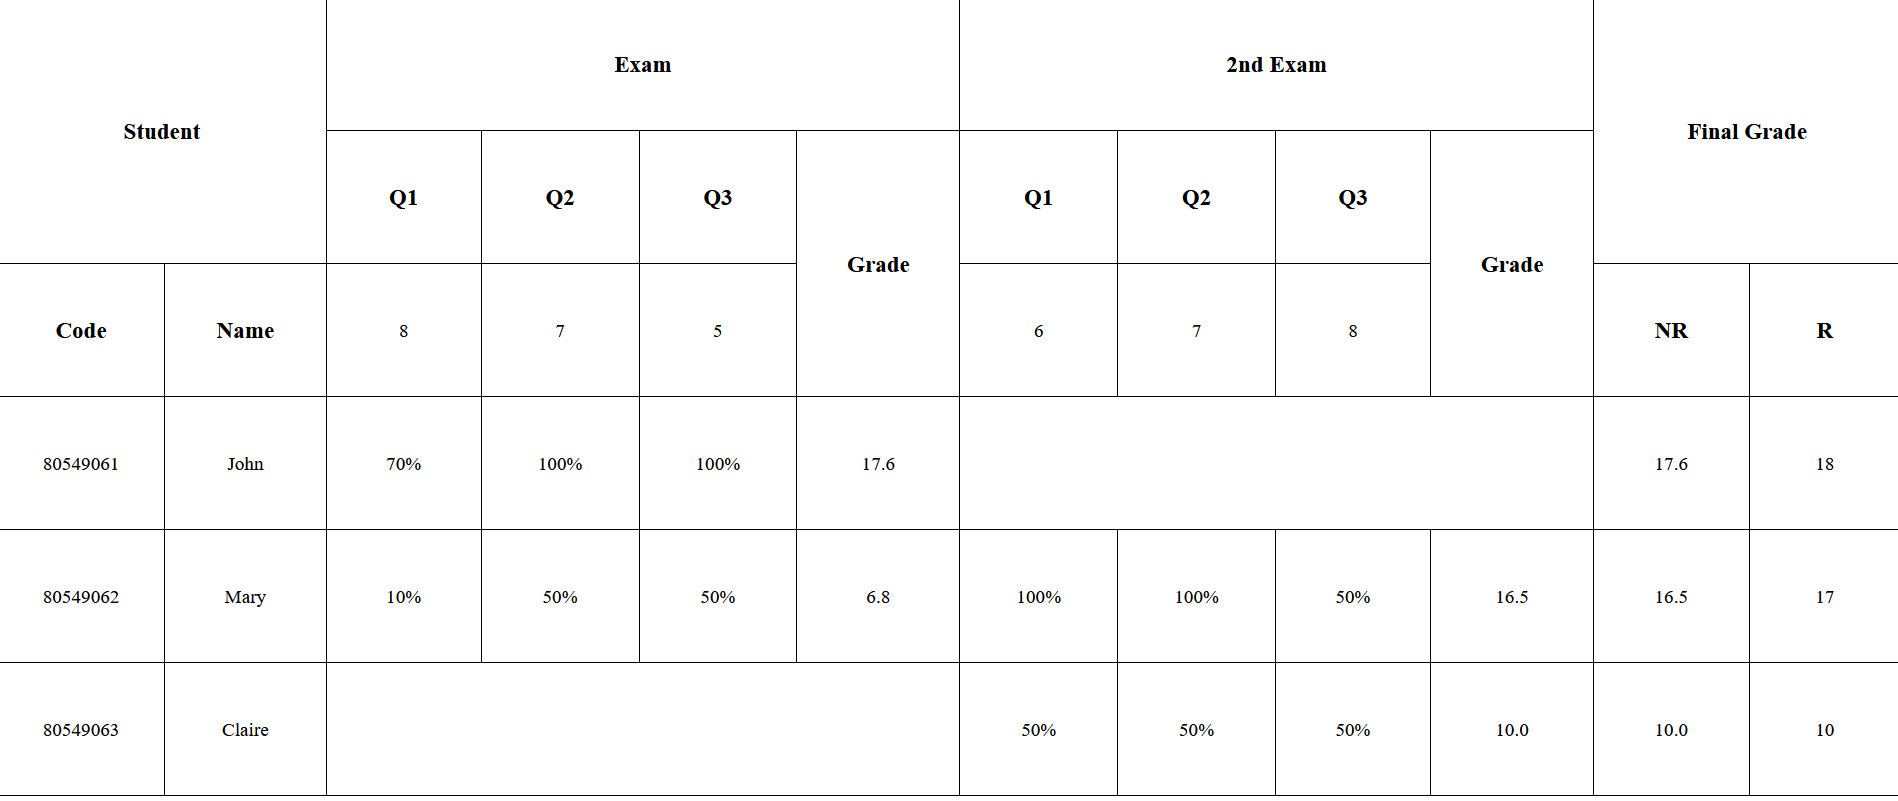 Student Exam 2nd Exam Final Grade
Q1 Q2 Q3 Grade Q1 Q2 Q3 Grade
Code Name 8 7 5 6 7 8 NR R
80549061 John 70% 100% 100% 17.6 17.6 18
80549062 Mary 10% 50% 50% 6.8 100% 100% 50% 16.5 16.5 17
80549063 Claire 50% 50% 50% 10.0 10.0 10